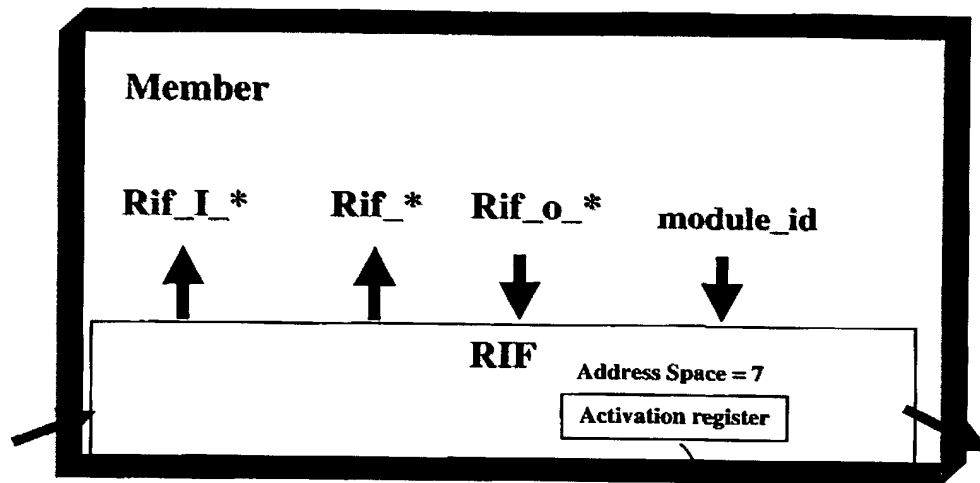 Member
Rif_I_* Rif_* Rif_o_* module_id
RIF
Address Space = 7
Activation register